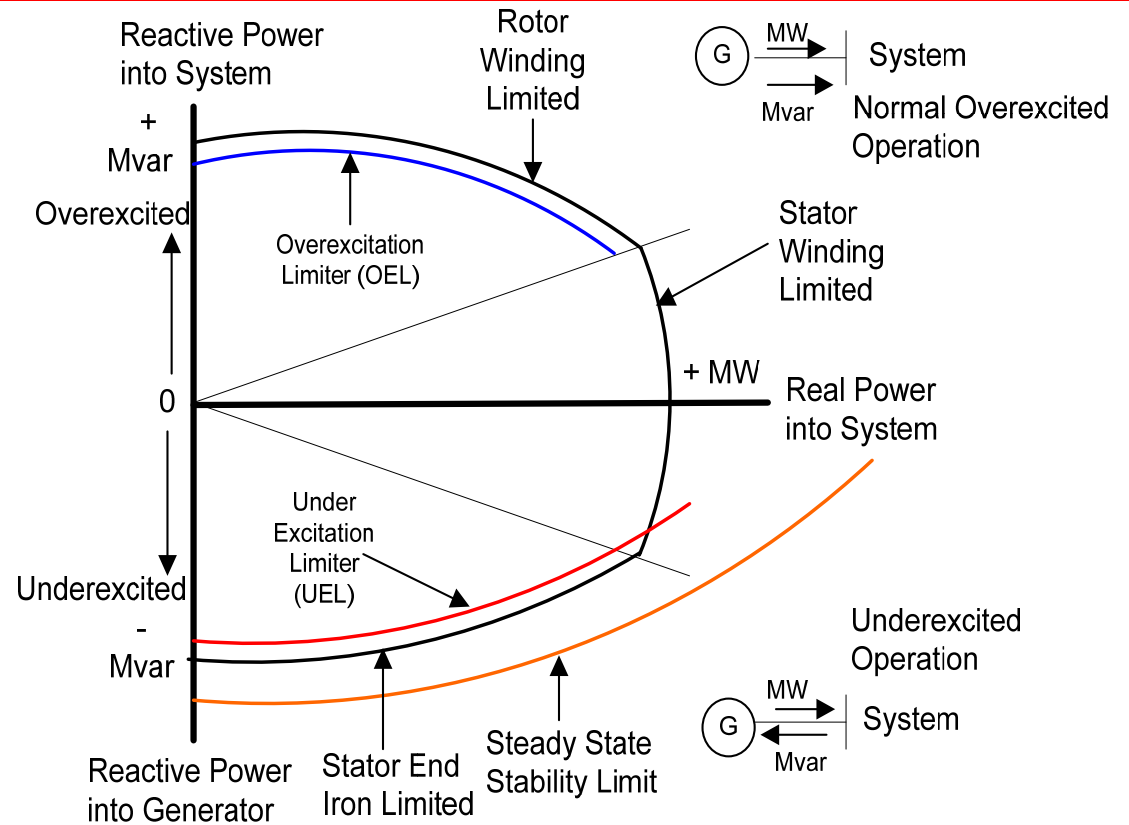 Reactive Power
into System
+
Mvar
Overexcited
0
Underexcited
-
Mvar
Reactive Power
into Generator
Rotor
Winding
Limited
Overexcitation
Limiter (OEL)
G
MW
Mvar
System
Normal Overexcited
Operation
Stator
Winding
Limited
+ MW
Real Power
into System
Under
Excitation
Limiter
(UEL)
Stator End
Iron Limited
Steady State
Stability Limit
Underexcited
Operation
G
MW
Mvar
System